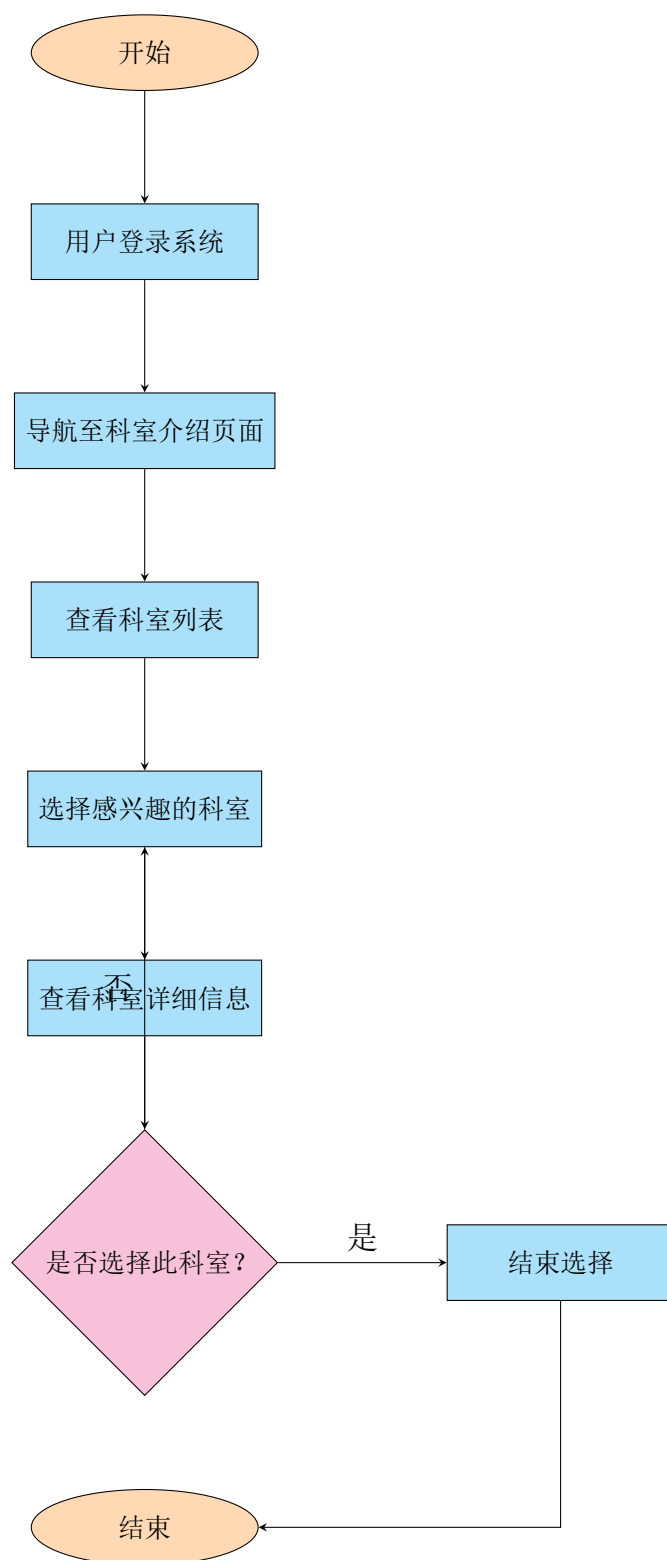 开始
用户登录系统
导航至科室介绍页面
查看科室列表
选择感兴趣的科室
否
查看科室详细信息
是否选择此科室？
是
结束选择
结束